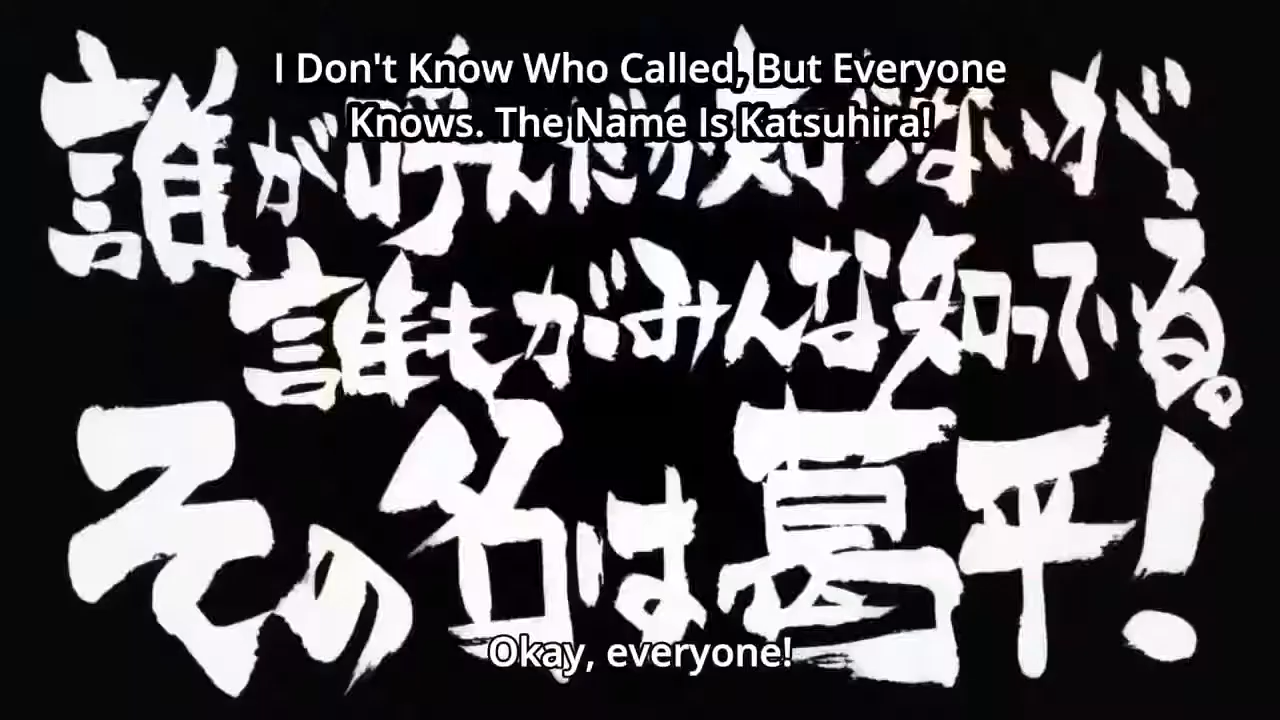 I Don't Know Who Called, But Everyone
Knows. The Name Is Katsuhira!
誰が呼んだか知らないが、
誰もがみんな知っている。
その名は葛平!
Okay, everyone!